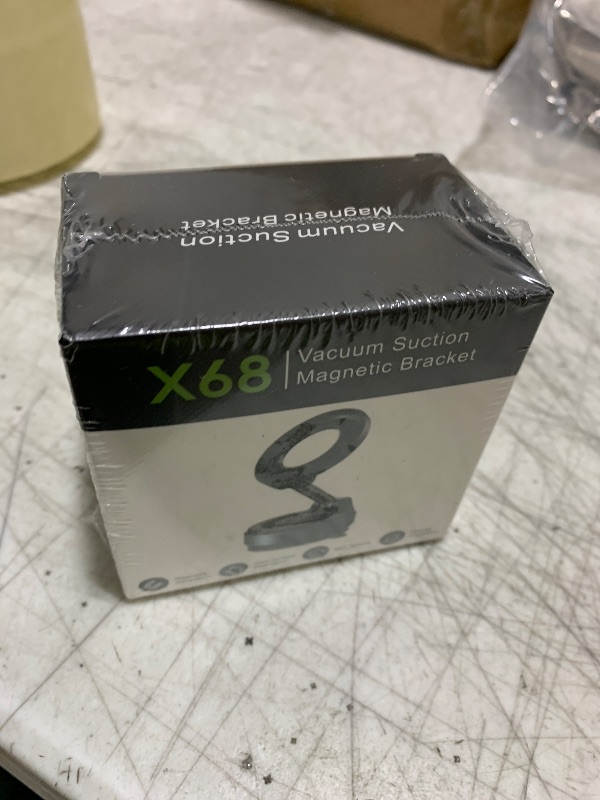 Vacuum Suction
Magnetic Bracket
X68
Vacuum Suction
Magnetic Bracket